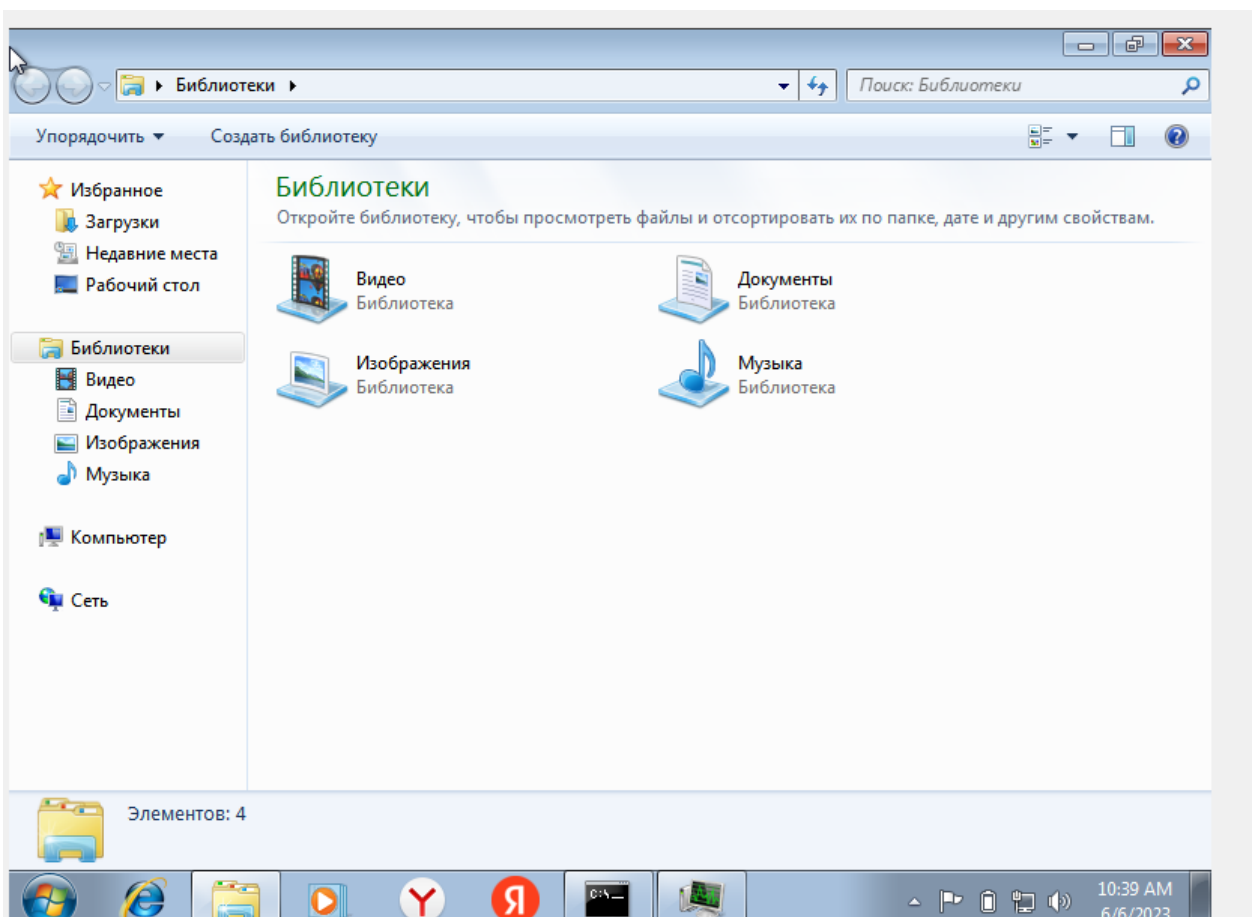 Библиотеки
Поиск: Библиотеки
Упорядочить
Создать библиотеку
Избранное
Загрузки
Недавние места
Рабочий стол
Библиотеки
Видео
Документы
Изображения
Музыка
Компьютер
Сеть
Библиотеки
Откройте библиотеку, чтобы просмотреть файлы и отсортировать их по папке, дате и другим свойствам.
Видео
Библиотека
Документы
Библиотека
Изображения
Библиотека
Музыка
Библиотека
Элементов: 4
Y
Я
C:\_
10:39 AM
6/6/2023